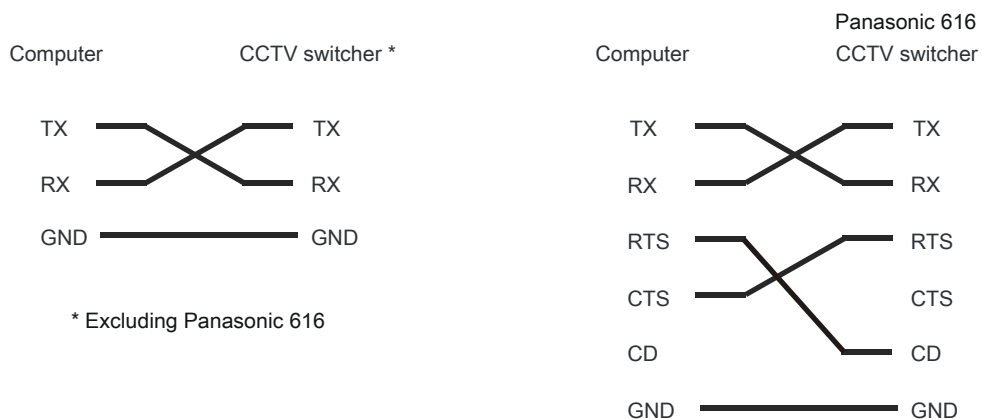 Computer CCTV switcher *
TX TX
RX RX
GND GND
* Excluding Panasonic 616
Panasonic 616
Computer CCTV switcher
TX TX
RX RX
RTS RTS
CTS CTS
CD CD
GND GND